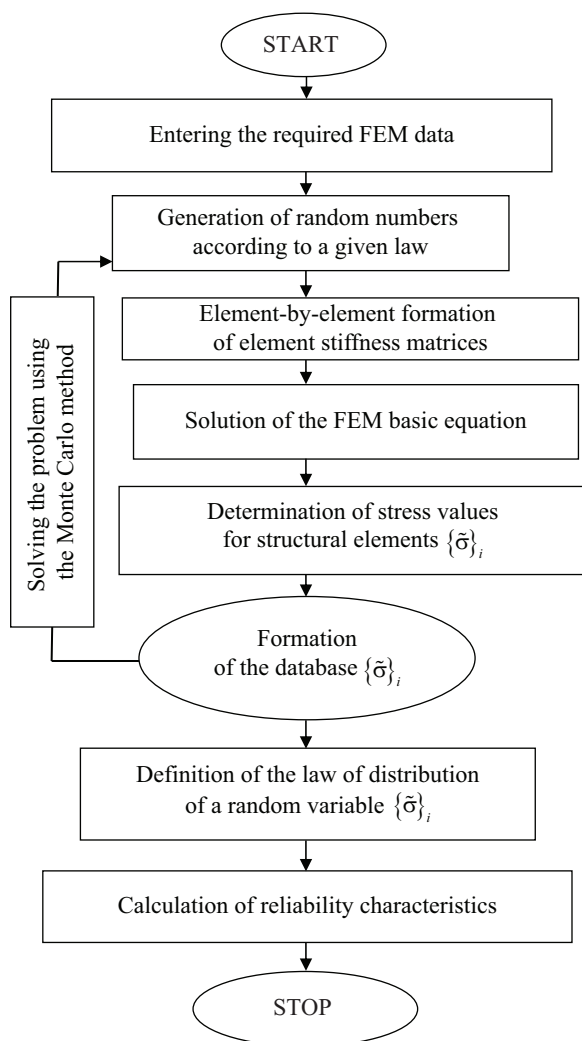 START
Entering the required FEM data
Generation of random numbers
according to a given law
Element-by-element formation
of element stiffness matrices
Solution of the FEM basic equation
Determination of stress values
for structural elements {σ̃}ᵢ
Formation
of the database {σ̃}ᵢ
Solving the problem using
the Monte Carlo method
Definition of the law of distribution
of a random variable {σ̃}ᵢ
Calculation of reliability characteristics
STOP